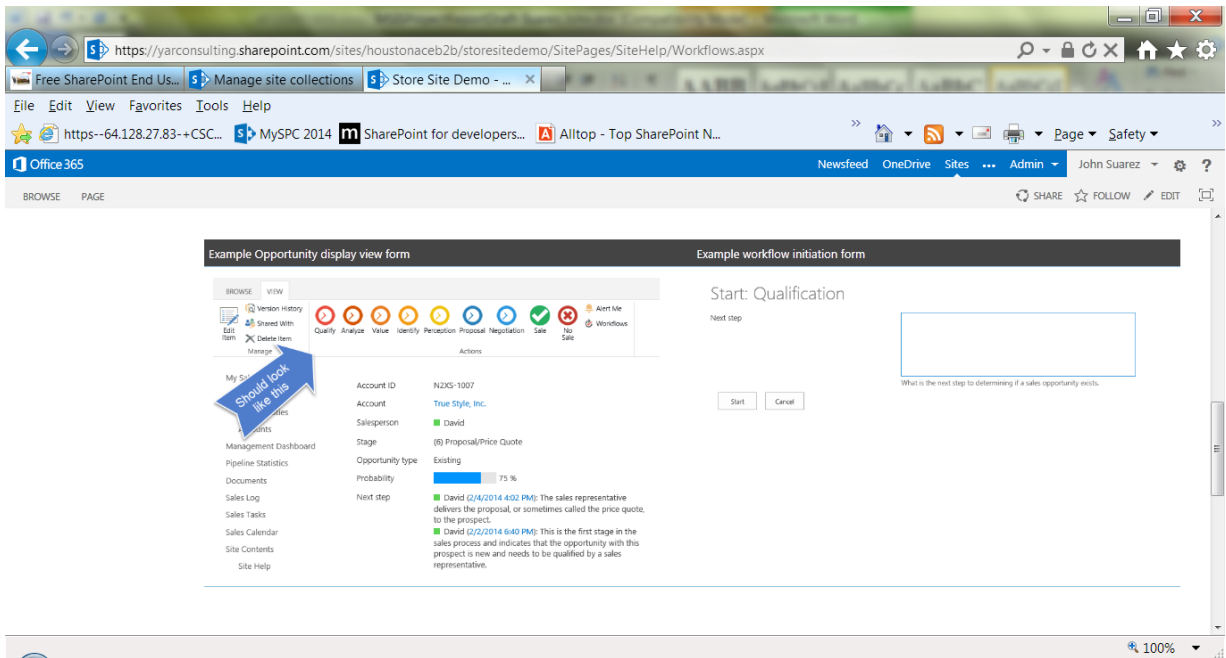 https://yarconsulting.sharepoint.com/sites/houstonaceb2b/storesitedemo/SitePages/SiteHelp/Workflows.aspx
Free SharePoint End Us... Manage site collections Store Site Demo - ...
File Edit View Favorites Tools Help
https--64.128.27.83-+CSC... MySPC 2014 SharePoint for developers... Alltop - Top SharePoint N... Page Safety
Office 365 Newsfeed OneDrive Sites ... Admin John Suarez ?
BROWSE PAGE SHARE FOLLOW EDIT
Example Opportunity display view form Example workflow initiation form
BROWSE VIEW
Edit Item
Version History
Shared With
Delete Item
Manage
Qualify Analyze Value Identify Perception Proposal Negotiation Sale No Sale
Alert Me
Workflows
Actions
Should look
like this
Management Dashboard
Pipeline Statistics
Documents
Sales Log
Sales Tasks
Sales Calendar
Site Contents
Site Help
Account ID N2XS-1007
Account True Style, Inc.
Salesperson David
Stage (6) Proposal/Price Quote
Opportunity type Existing
Probability 75 %
Next step David (2/4/2014 4:02 PM): The sales representative
delivers the proposal, or sometimes called the price quote,
to the prospect.
David (2/2/2014 6:40 PM): This is the first stage in the
sales process and indicates that the opportunity with this
prospect is new and needs to be qualified by a sales
representative.
Start: Qualification
Next step
What is the next step to determining if a sales opportunity exists.
Start Cancel
100%